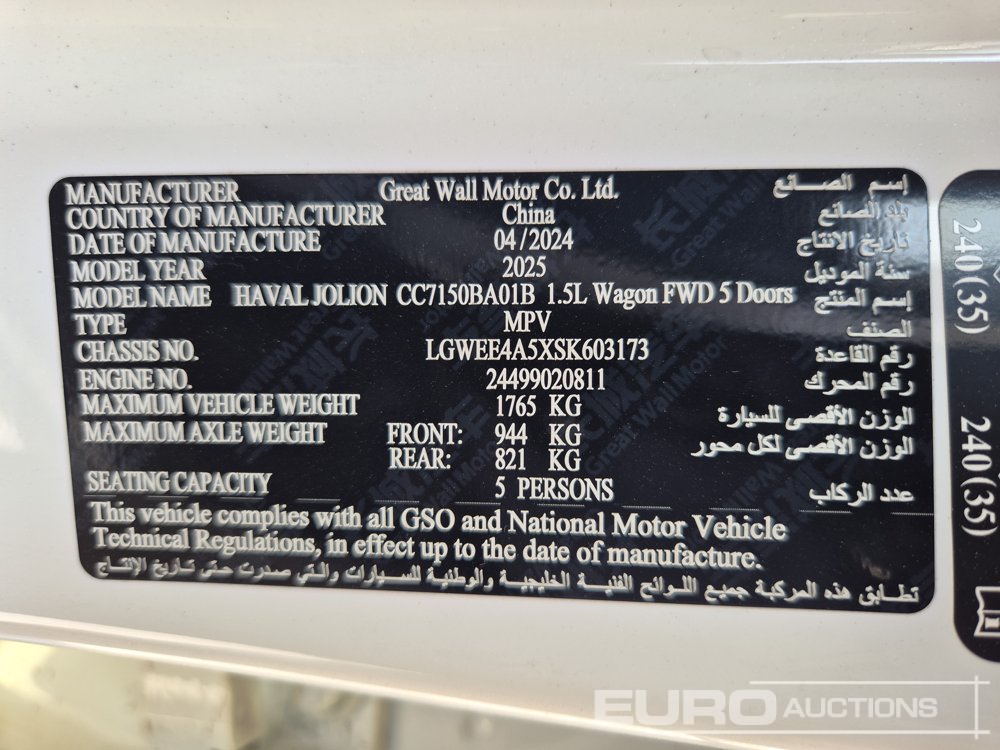 MANUFACTURER Great Wall Motor Co. Ltd. إسم الصانع
COUNTRY OF MANUFACTURER China بلد الصانع
DATE OF MANUFACTURE 04/2024 تاريخ الانتاج
MODEL YEAR 2025 سنة الموديل
MODEL NAME HAVAL JOLION CC7150BA01B 1.5L Wagon FWD 5 Doors إسم المنتج
TYPE MPV الصنف
CHASSIS NO. LGWEE4A5XSK603173 رقم القاعدة
ENGINE NO. 24499020811 رقم المحرك
MAXIMUM VEHICLE WEIGHT 1765 KG الوزن الأقصى للسيارة
MAXIMUM AXLE WEIGHT FRONT: 944 KG الوزن الأقصى لكل محور
REAR: 821 KG
SEATING CAPACITY 5 PERSONS عدد الركاب
This vehicle complies with all GSO and National Motor Vehicle
Technical Regulations, in effect up to the date of manufacture.
تطابق هذه المركبة جميع اللوائح الفنية الخليجية والوطنية للسيارات والتي صدرت حتى تاريخ الإنتاج
240(35)
240(35)
EURO AUCTIONS